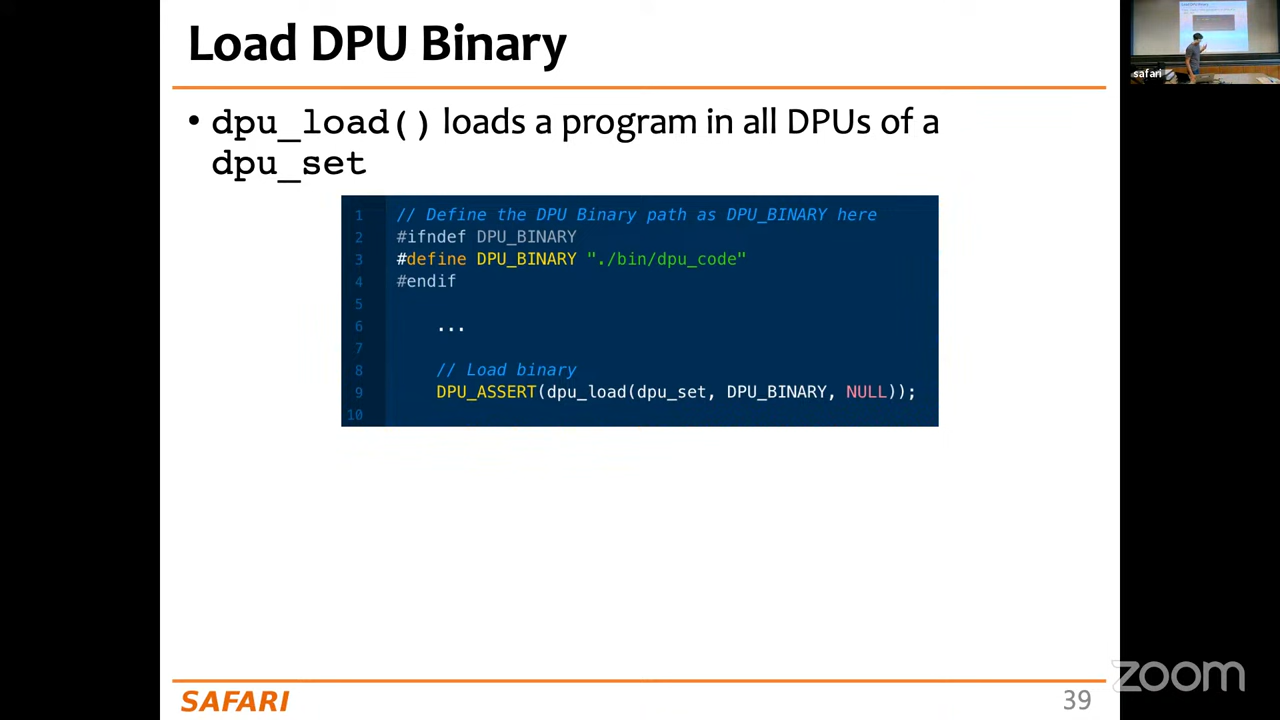 Load DPU Binary
• dpu_load() loads a program in all DPUs of a
dpu_set
1 // Define the DPU Binary path as DPU_BINARY here
2 #ifndef DPU_BINARY
3 #define DPU_BINARY "./bin/dpu_code"
4 #endif
5
6 ...
7
8 // Load binary
9 DPU_ASSERT(dpu_load(dpu_set, DPU_BINARY, NULL));
10
SAFARI
39
safari
zoom